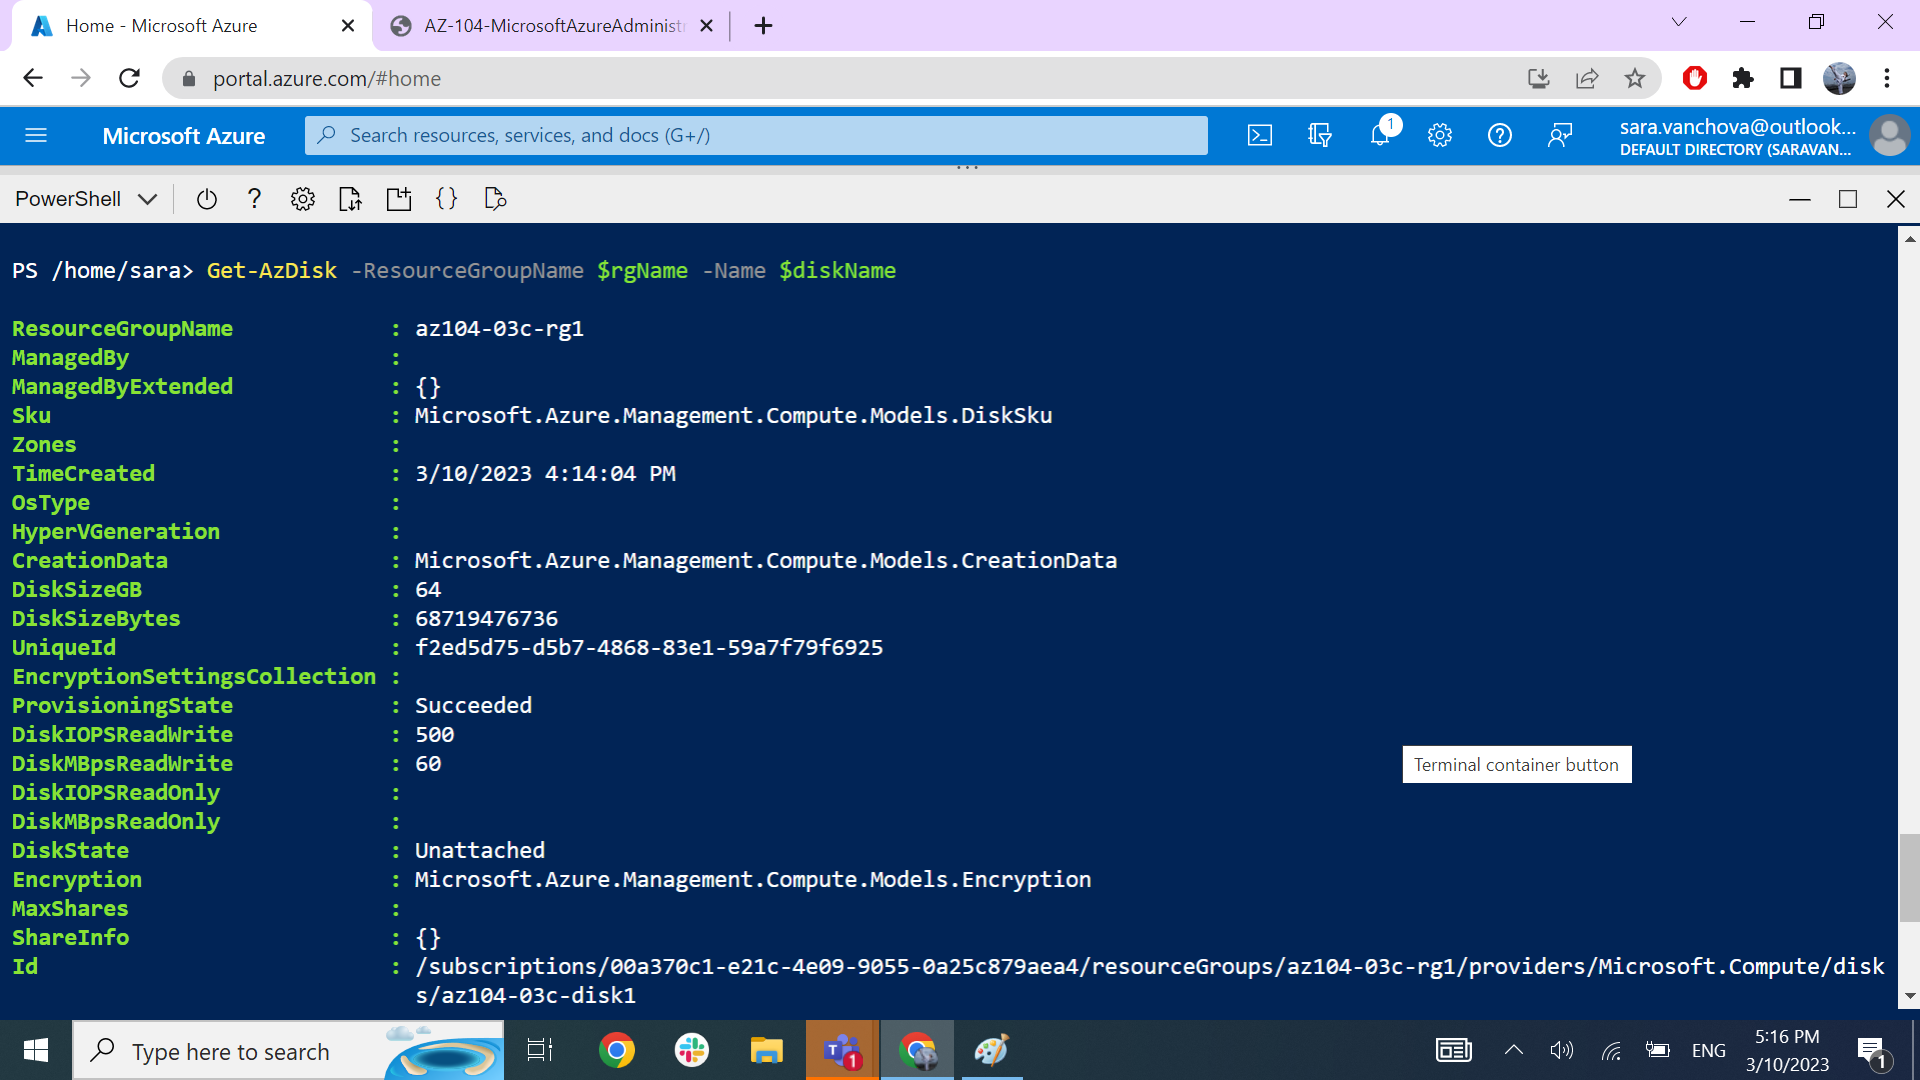 Home - Microsoft Azure
AZ-104-MicrosoftAzureAdministr
portal.azure.com/#home
Microsoft Azure
Search resources, services, and docs (G+/)
1
sara.vanchova@outlook...
DEFAULT DIRECTORY (SARAVAN...
PowerShell
PS /home/sara> Get-AzDisk -ResourceGroupName $rgName -Name $diskName
ResourceGroupName : az104-03c-rg1
ManagedBy :
ManagedByExtended : {}
Sku : Microsoft.Azure.Management.Compute.Models.DiskSku
Zones :
TimeCreated : 3/10/2023 4:14:04 PM
OsType :
HyperVGeneration :
CreationData : Microsoft.Azure.Management.Compute.Models.CreationData
DiskSizeGB : 64
DiskSizeBytes : 68719476736
UniqueId : f2ed5d75-d5b7-4868-83e1-59a7f79f6925
EncryptionSettingsCollection :
ProvisioningState : Succeeded
DiskIOPSReadWrite : 500
DiskMBpsReadWrite : 60
Terminal container button
DiskIOPSReadOnly :
DiskMBpsReadOnly :
DiskState : Unattached
Encryption : Microsoft.Azure.Management.Compute.Models.Encryption
MaxShares :
ShareInfo : {}
Id : /subscriptions/00a370c1-e21c-4e09-9055-0a25c879aea4/resourceGroups/az104-03c-rg1/providers/Microsoft.Compute/disk
s/az104-03c-disk1
Type here to search
T
1
ENG
5:16 PM
3/10/2023
1